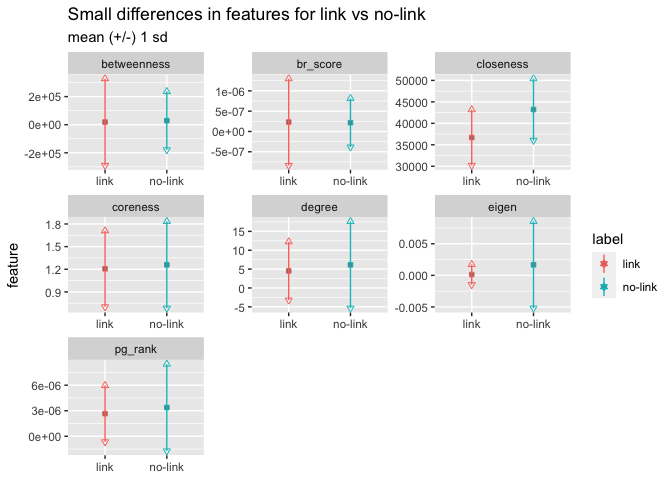 Small differences in features for link vs no-link
mean (+/-) 1 sd
betweenness
br_score
closeness
2e+05
0e+00
-2e+05
1e-06
5e-07
0e+00
-5e-07
50000
45000
40000
35000
30000
link no-link
link no-link
link no-link
coreness
degree
eigen
1.8
1.5
1.2
0.9
15
10
5
0
-5
0.005
0.000
-0.005
link no-link
link no-link
link no-link
pg_rank
6e-06
3e-06
0e+00
link no-link
feature
label
link
no-link